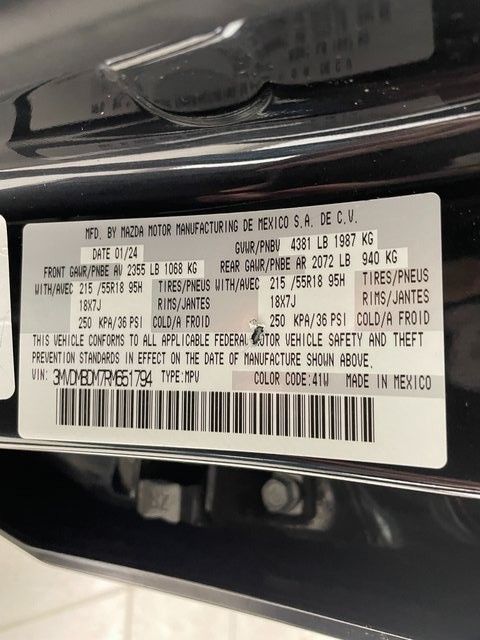 MFD. BY MAZDA MOTOR MANUFACTURING DE MEXICO S.A. DE C.V.
DATE 01/24 GVWR/PNBV 4381 LB 1987 KG
FRONT GAWR/PNBE AV 2355 LB 1068 KG REAR GAWR/PNBE AR 2072 LB 940 KG
WITH/AVEC 215 /55R18 95H TIRES/PNEUS WITH/AVEC 215 /55R18 95H TIRES/PNEUS
18X7J RIMS/JANTES 18X7J RIMS/JANTES
250 KPA/36 PSI COLD/A FROID 250 KPA/36 PSI COLD/A FROID
THIS VEHICLE CONFORMS TO ALL APPLICABLE FEDERAL MOTOR VEHICLE SAFETY AND THEFT
PREVENTION STANDARDS IN EFFECT ON THE DATE OF MANUFACTURE SHOWN ABOVE.
VIN: 3MVDMBDM7RM651794 TYPE:MPV COLOR CODE:41W MADE IN MEXICO